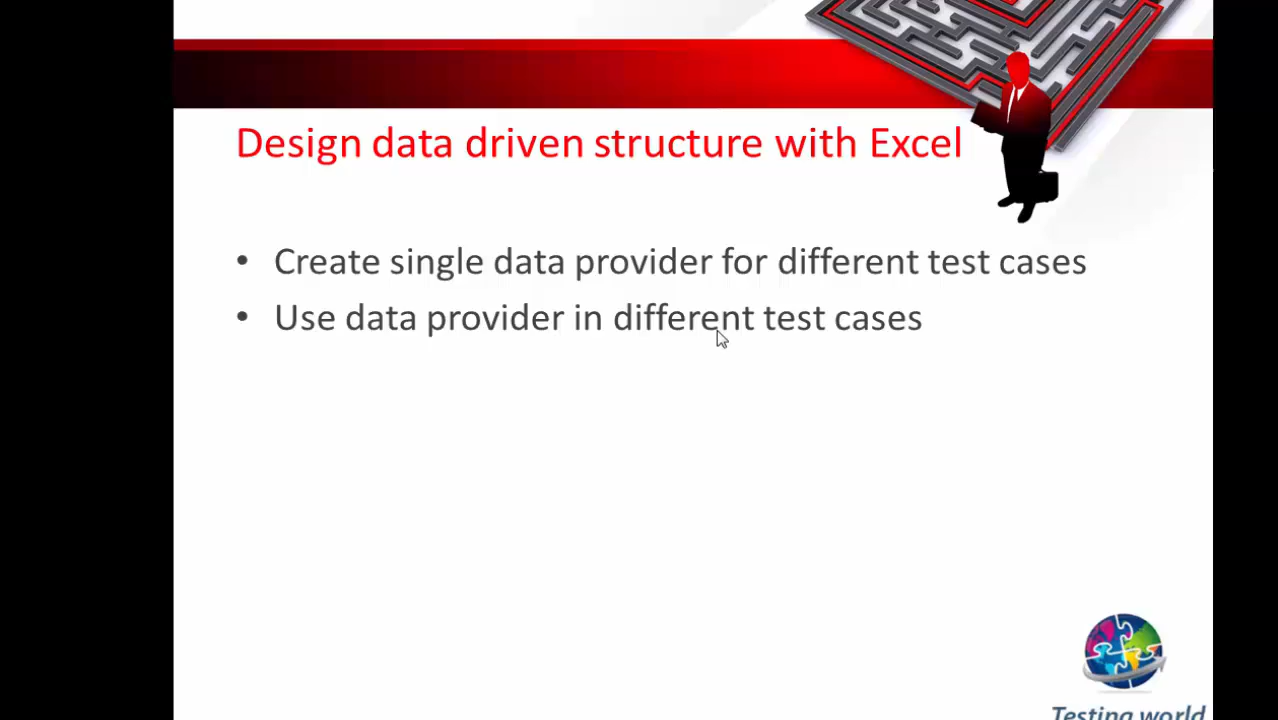 Design data driven structure with Excel
• Create single data provider for different test cases
• Use data provider in different test cases
Testing world